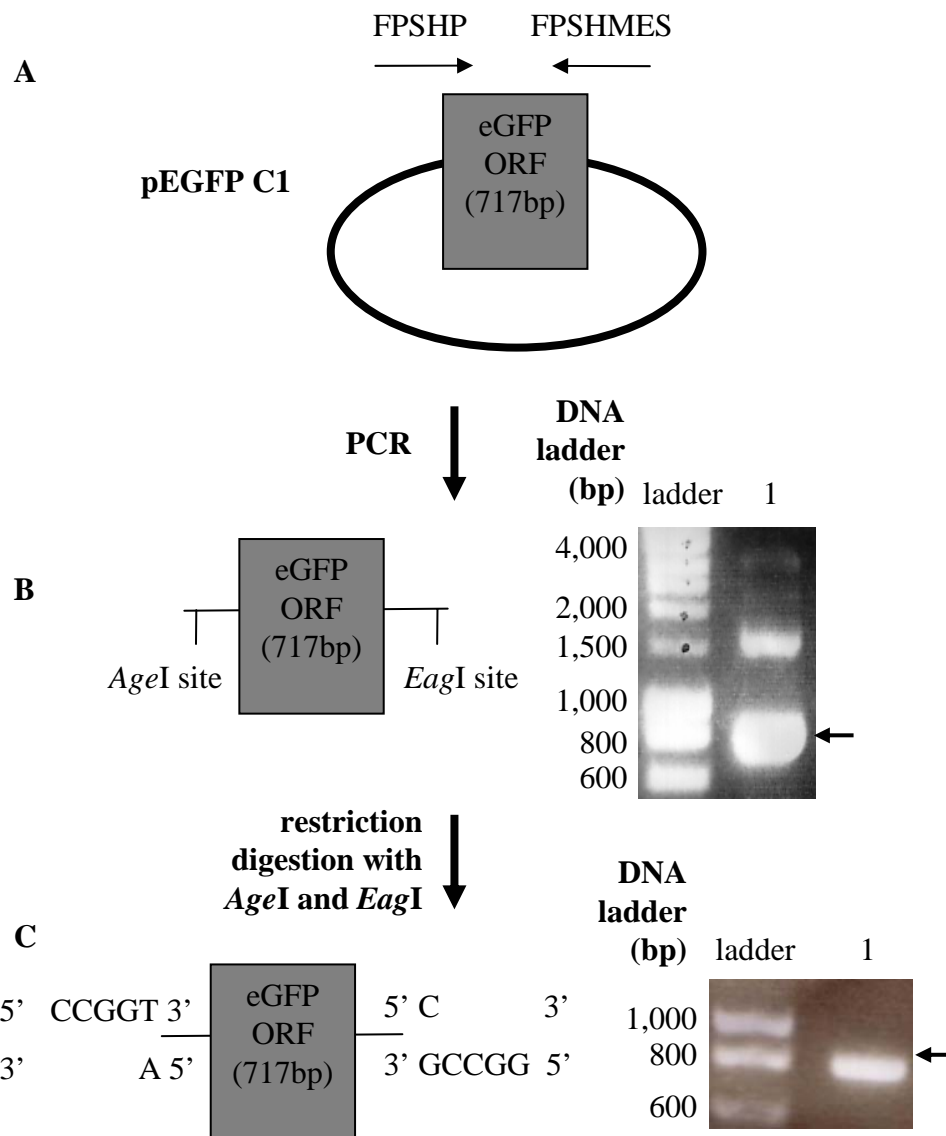 FPSHP FPSHMES
A
eGFP
ORF
(717bp)
pEGFP C1
PCR
DNA
ladder
(bp) ladder 1
4,000
2,000
1,500
1,000
800
600
B
eGFP
ORF
(717bp)
AgeI site EagI site
restriction
digestion with
AgeI and EagI
DNA
ladder
(bp) ladder 1
1,000
800
600
C
5’ CCGGT 3’ eGFP 5’ C 3’
ORF
3’ A 5’ (717bp) 3’ GCCGG 5’